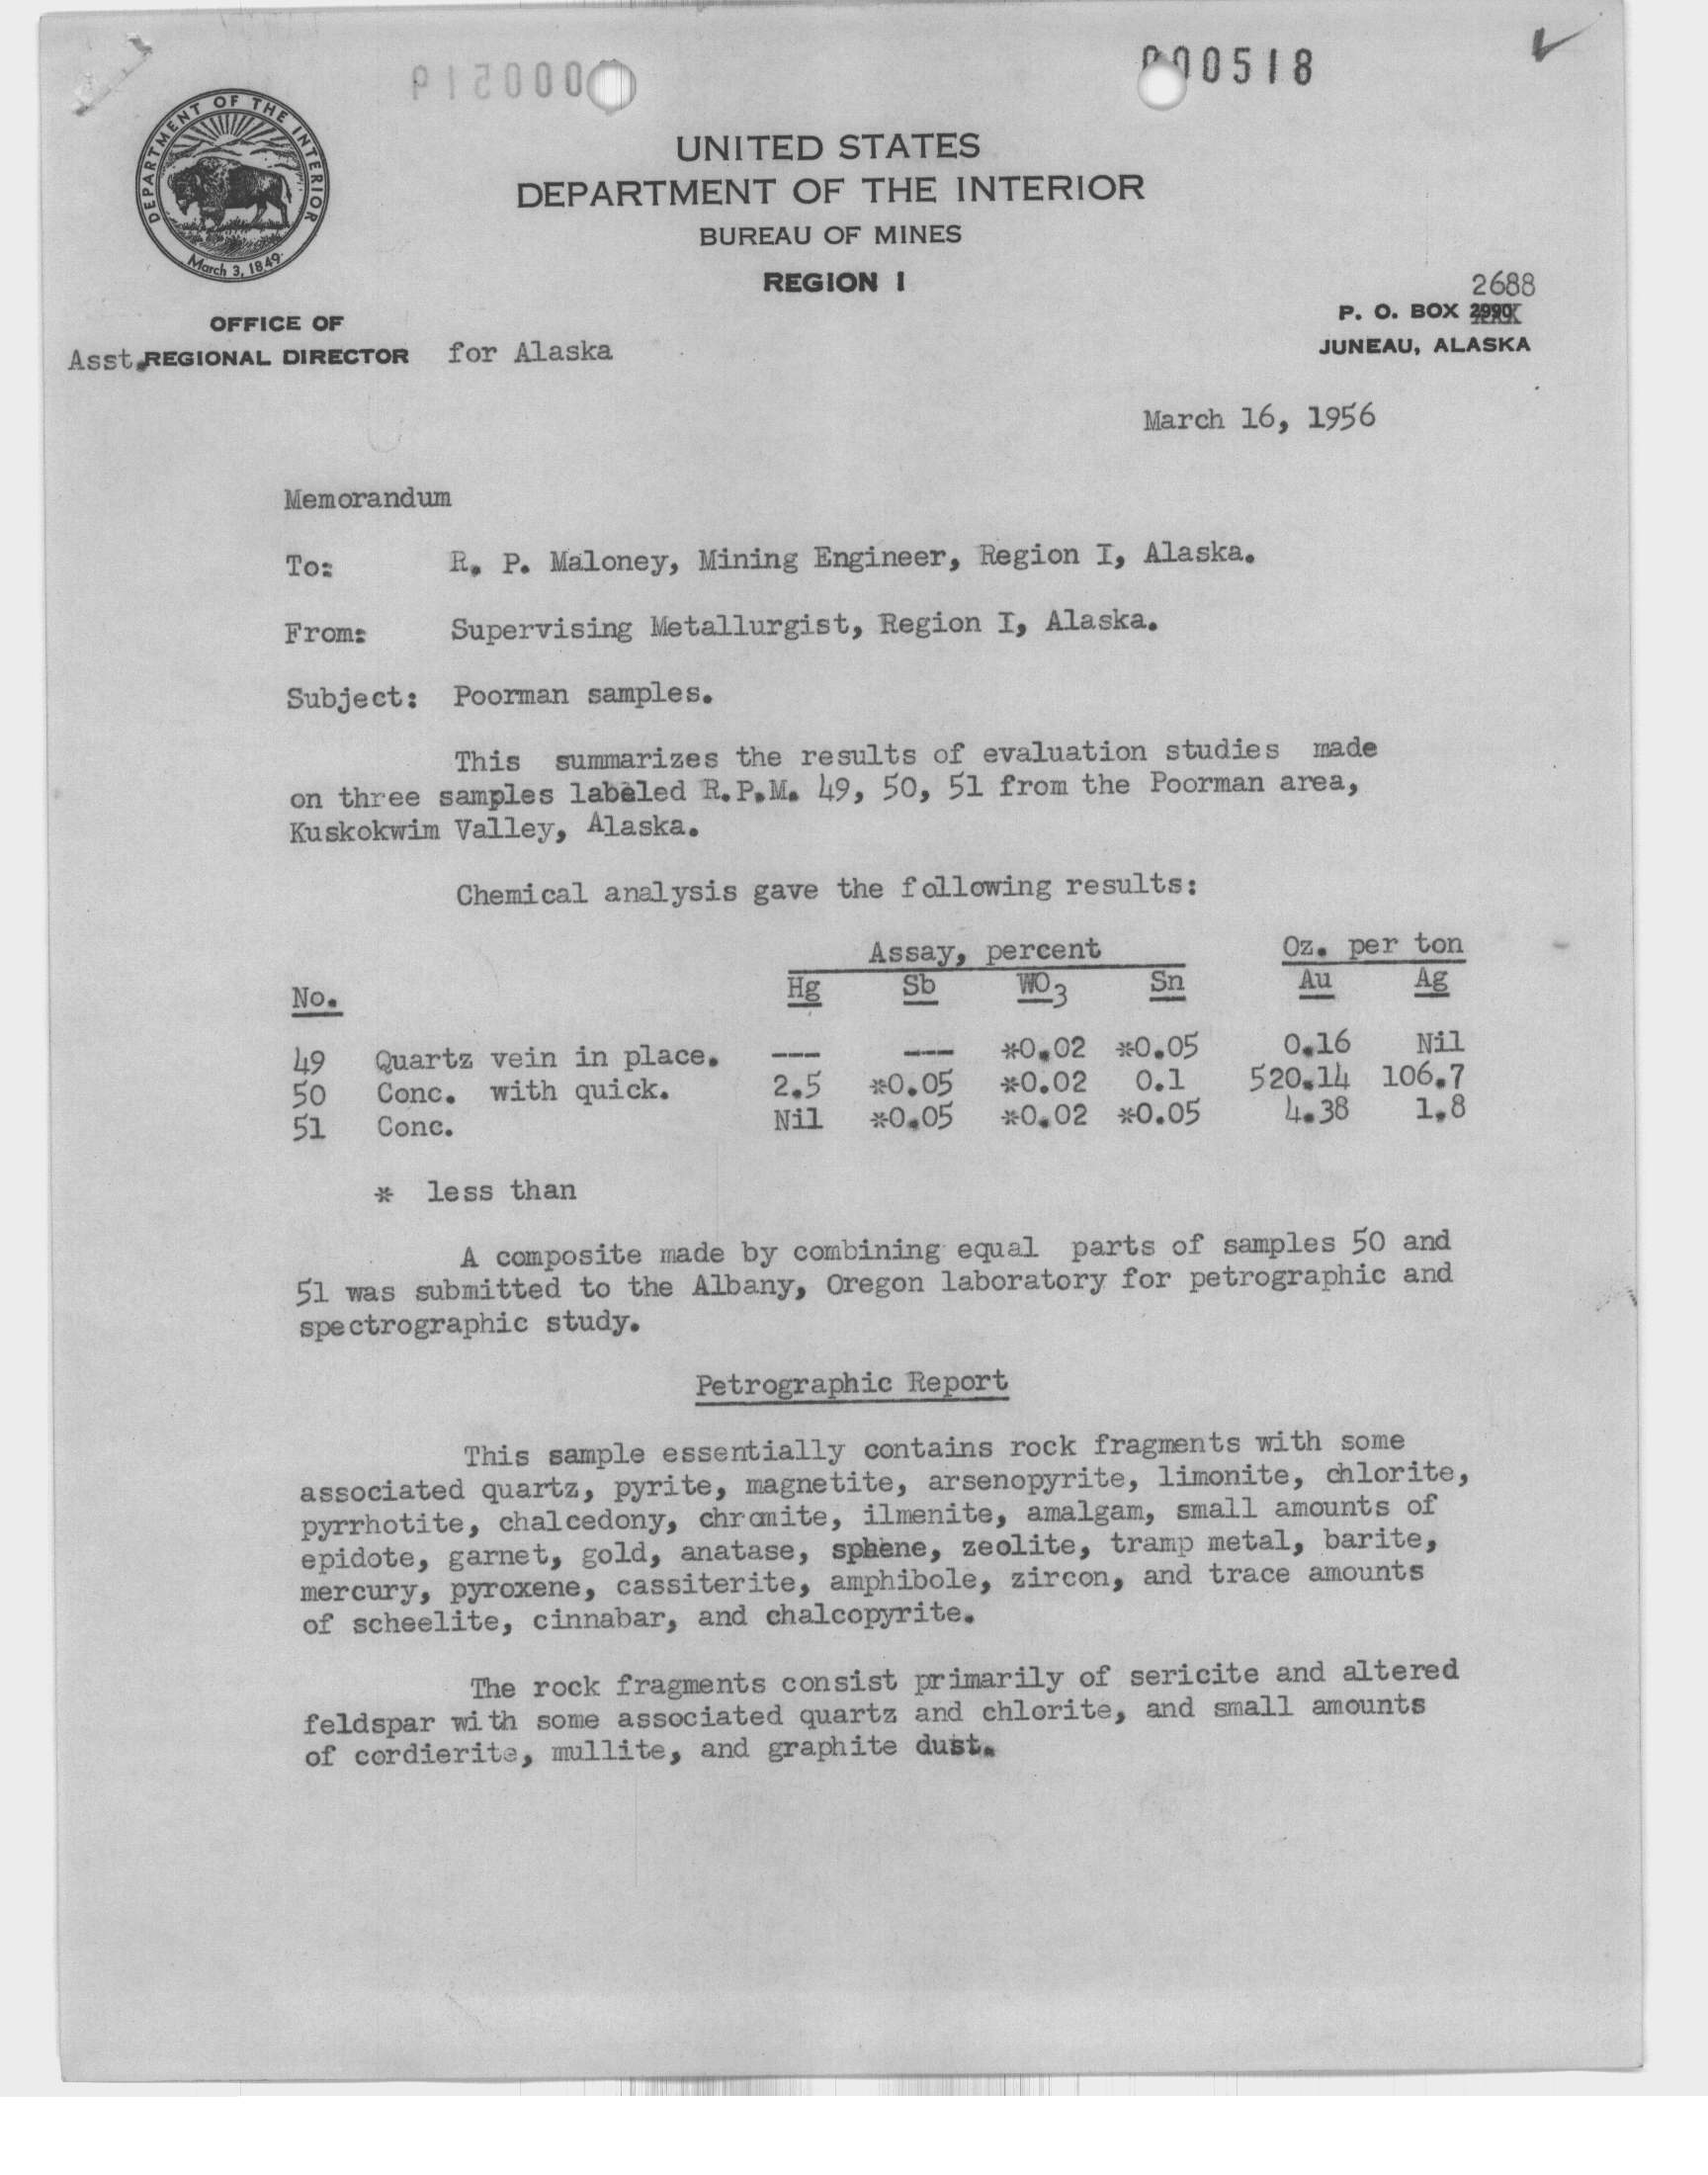 000518
DEPARTMENT OF THE INTERIOR
March 3, 1849
UNITED STATES
DEPARTMENT OF THE INTERIOR
BUREAU OF MINES
REGION I
2688
P. O. BOX 2990
JUNEAU, ALASKA
OFFICE OF
Asst. REGIONAL DIRECTOR for Alaska
March 16, 1956
Memorandum
To: R. P. Maloney, Mining Engineer, Region I, Alaska.
From: Supervising Metallurgist, Region I, Alaska.
Subject: Poorman samples.
This summarizes the results of evaluation studies made
on three samples labeled R.P.M. 49, 50, 51 from the Poorman area,
Kuskokwim Valley, Alaska.
Chemical analysis gave the following results:
Assay, percent Oz. per ton
No. Hg Sb WO3 Sn Au Ag
49 Quartz vein in place. --- --- *0.02 *0.05 0.16 Nil
50 Conc. with quick. 2.5 *0.05 *0.02 0.1 520.14 106.7
51 Conc. Nil *0.05 *0.02 *0.05 4.38 1.8
* less than
A composite made by combining equal parts of samples 50 and
51 was submitted to the Albany, Oregon laboratory for petrographic and
spectrographic study.
Petrographic Report
This sample essentially contains rock fragments with some
associated quartz, pyrite, magnetite, arsenopyrite, limonite, chlorite,
pyrrhotite, chalcedony, chromite, ilmenite, amalgam, small amounts of
epidote, garnet, gold, anatase, sphene, zeolite, tramp metal, barite,
mercury, pyroxene, cassiterite, amphibole, zircon, and trace amounts
of scheelite, cinnabar, and chalcopyrite.
The rock fragments consist primarily of sericite and altered
feldspar with some associated quartz and chlorite, and small amounts
of cordierite, mullite, and graphite dust.